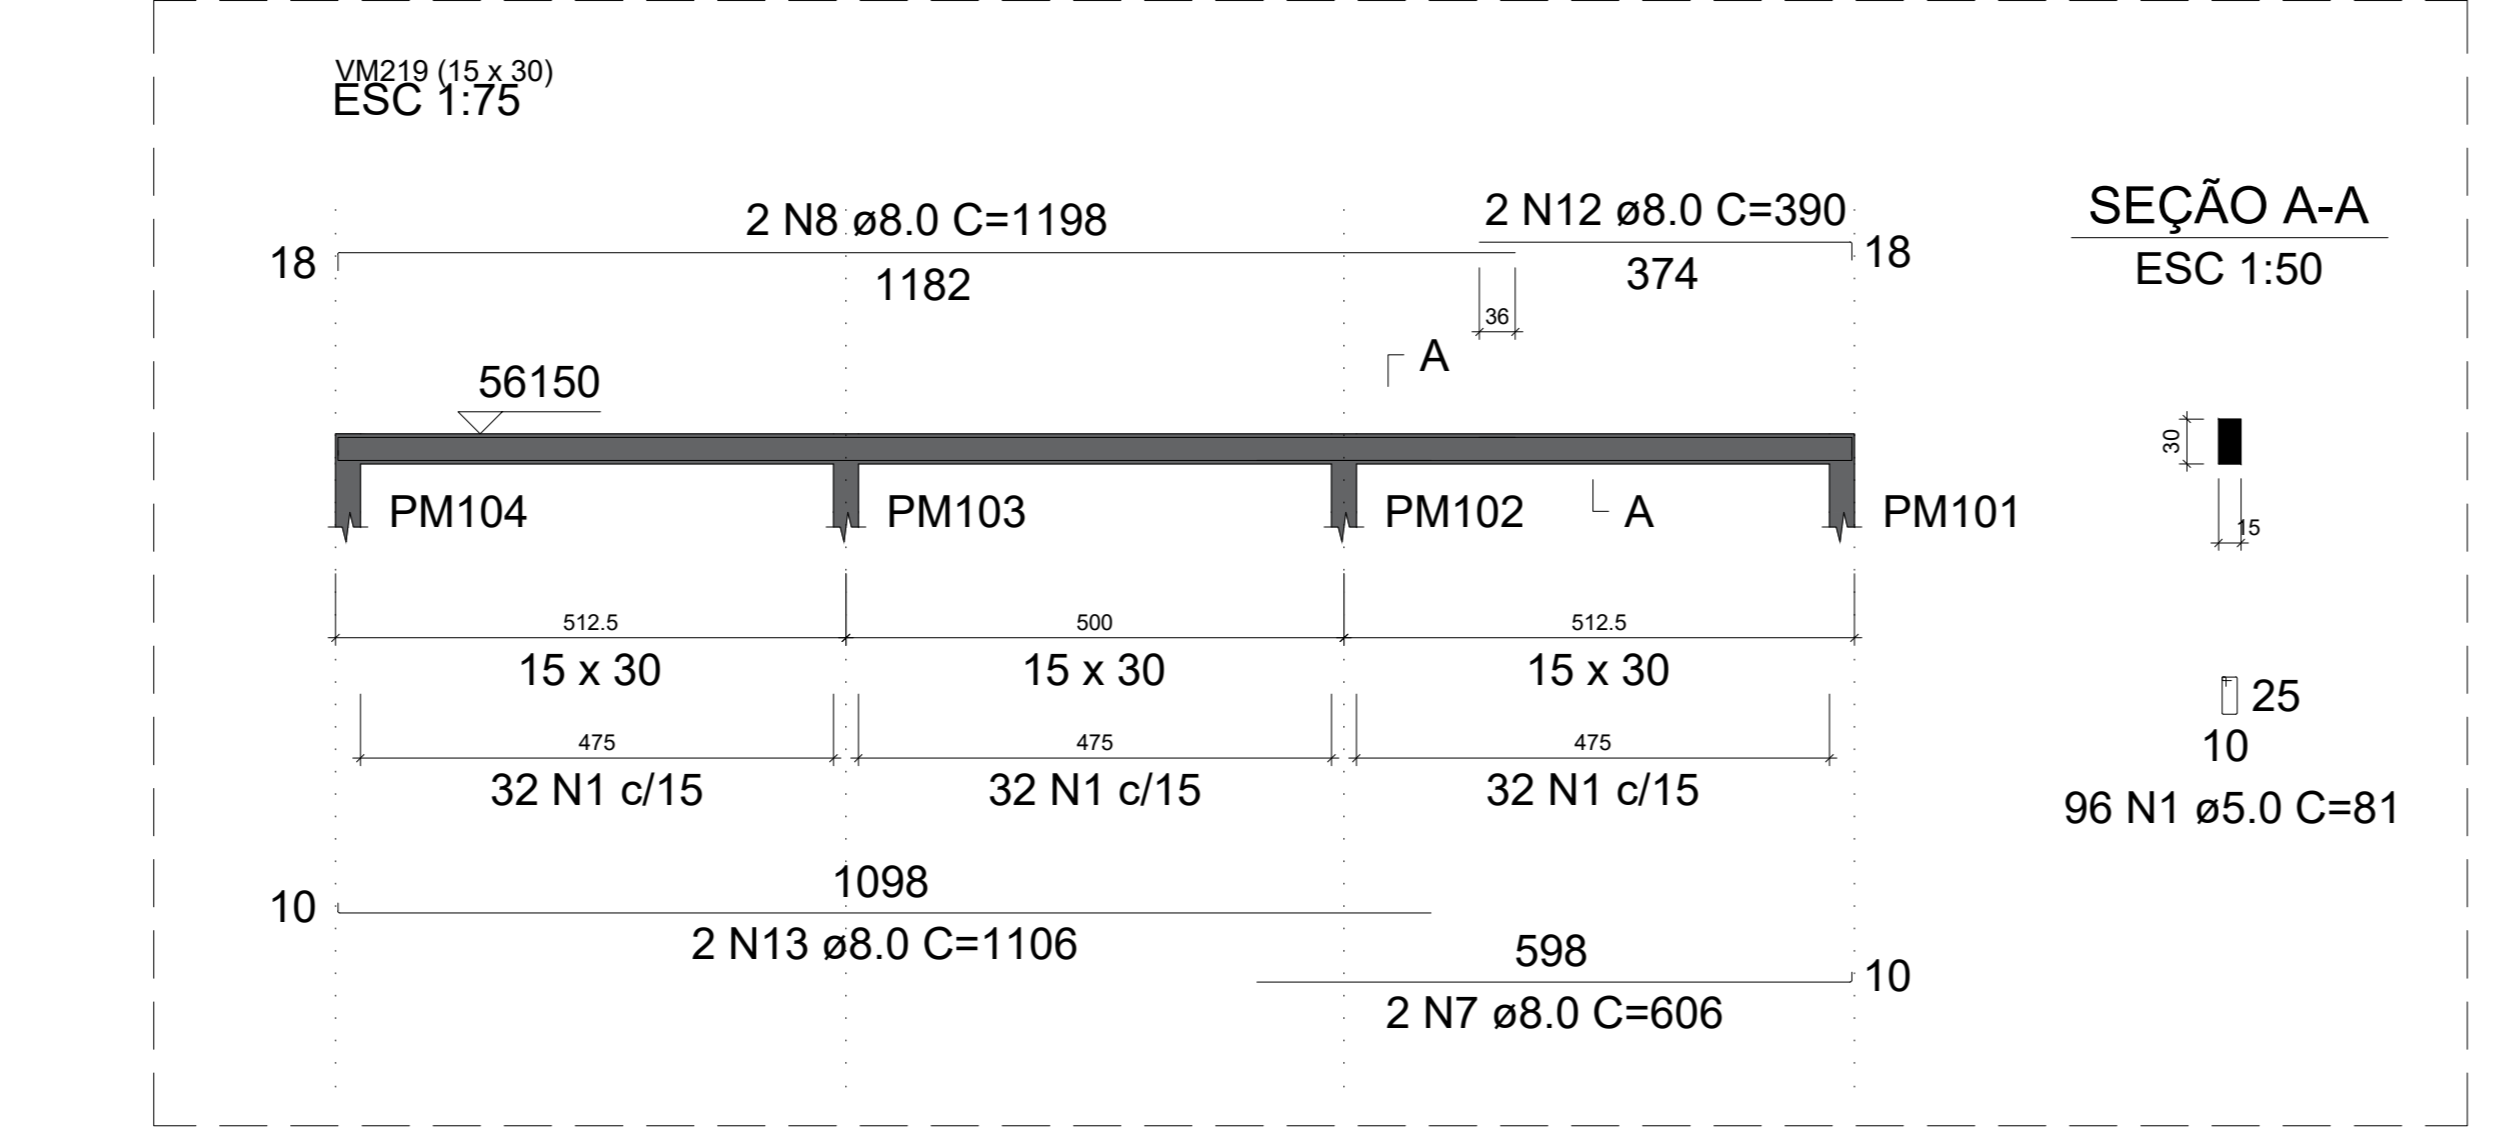 VM219 (15 x 30)
ESC 1:75
2 N8 ø8.0 C=1198
2 N12 ø8.0 C=390
18
1182
374
18
36
SEÇÃO A-A
ESC 1:50
A
56150
PM104
PM103
PM102
A
PM101
30
15
512.5
500
512.5
15 x 30
15 x 30
15 x 30
475
475
475
32 N1 c/15
32 N1 c/15
32 N1 c/15
25
10
96 N1 ø5.0 C=81
10
1098
2 N13 ø8.0 C=1106
598
10
2 N7 ø8.0 C=606